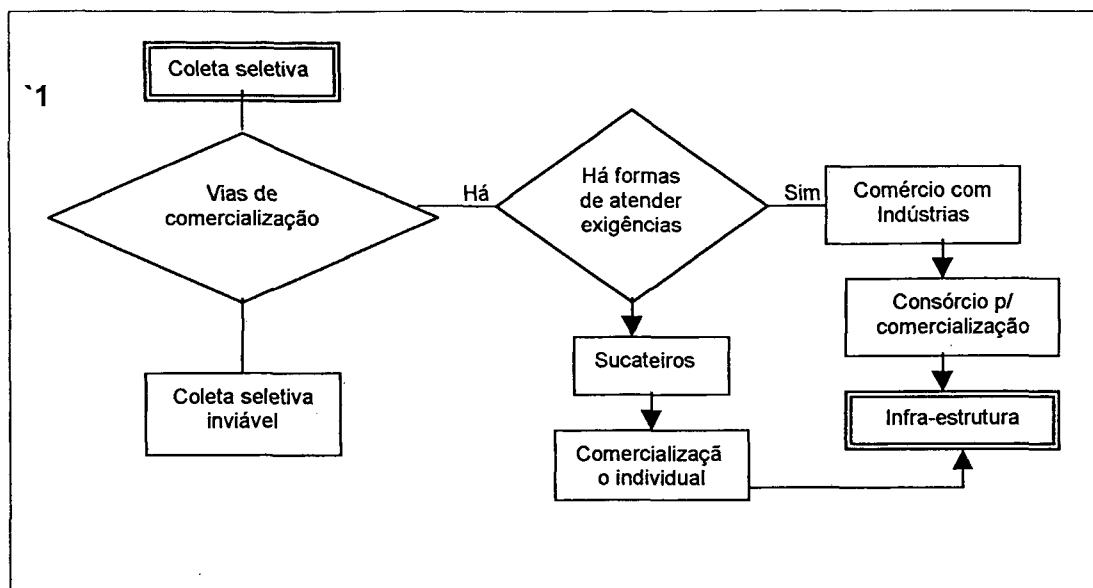 Coleta seletiva
`1
Vias de
comercialização
Há
Há formas
de atender
exigências
Sim
Comércio com
Indústrias
Consórcio p/
comercialização
Sucateiros
Coleta seletiva
inviável
Infra-estrutura
Comercializaçã
o individual